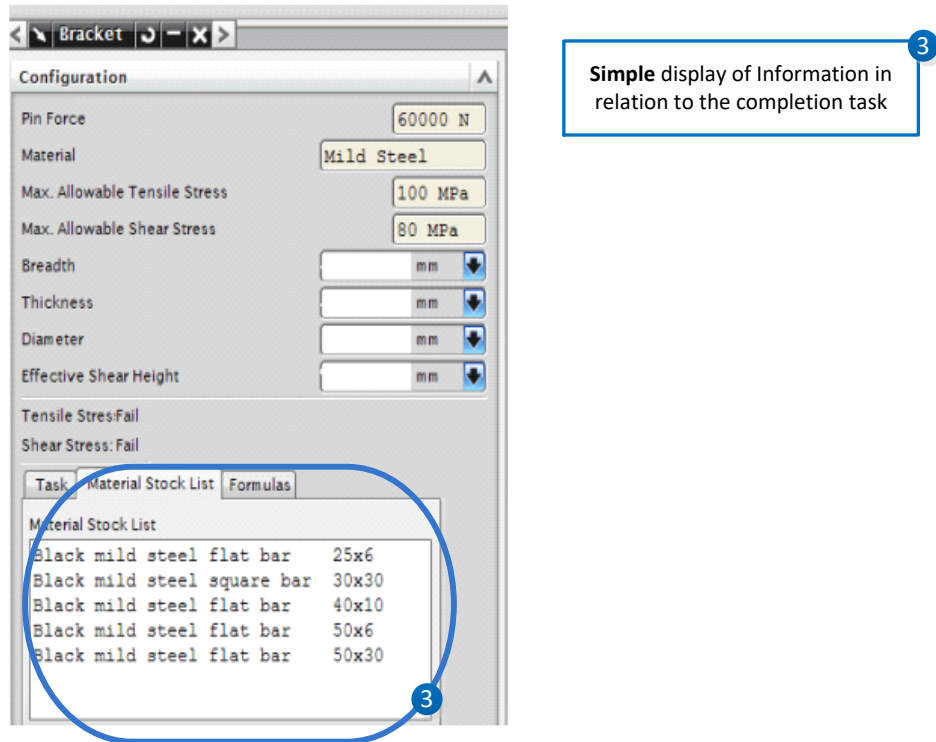 Bracket
Configuration
Pin Force 60000 N
Material Mild Steel
Max. Allowable Tensile Stress 100 MPa
Max. Allowable Shear Stress 80 MPa
Breadth mm
Thickness mm
Diameter mm
Effective Shear Height mm
Tensile Stres:Fail
Shear Stress: Fail
Task Material Stock List Formulas
Material Stock List
Black mild steel flat bar 25x6
Black mild steel square bar 30x30
Black mild steel flat bar 40x10
Black mild steel flat bar 50x6
Black mild steel flat bar 50x30
3
3
Simple display of Information in
relation to the completion task